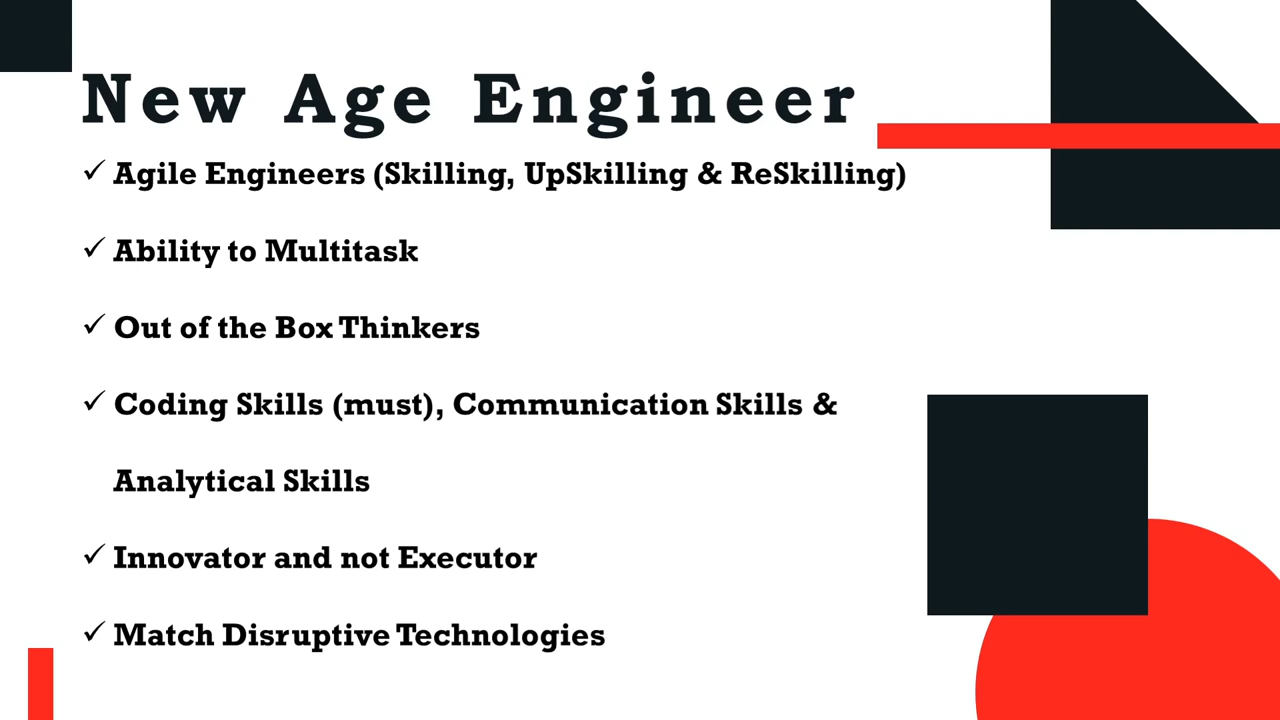 New Age Engineer
✓ Agile Engineers (Skilling, UpSkilling & ReSkilling)
✓ Ability to Multitask
✓ Out of the Box Thinkers
✓ Coding Skills (must), Communication Skills &
Analytical Skills
✓ Innovator and not Executor
✓ Match Disruptive Technologies